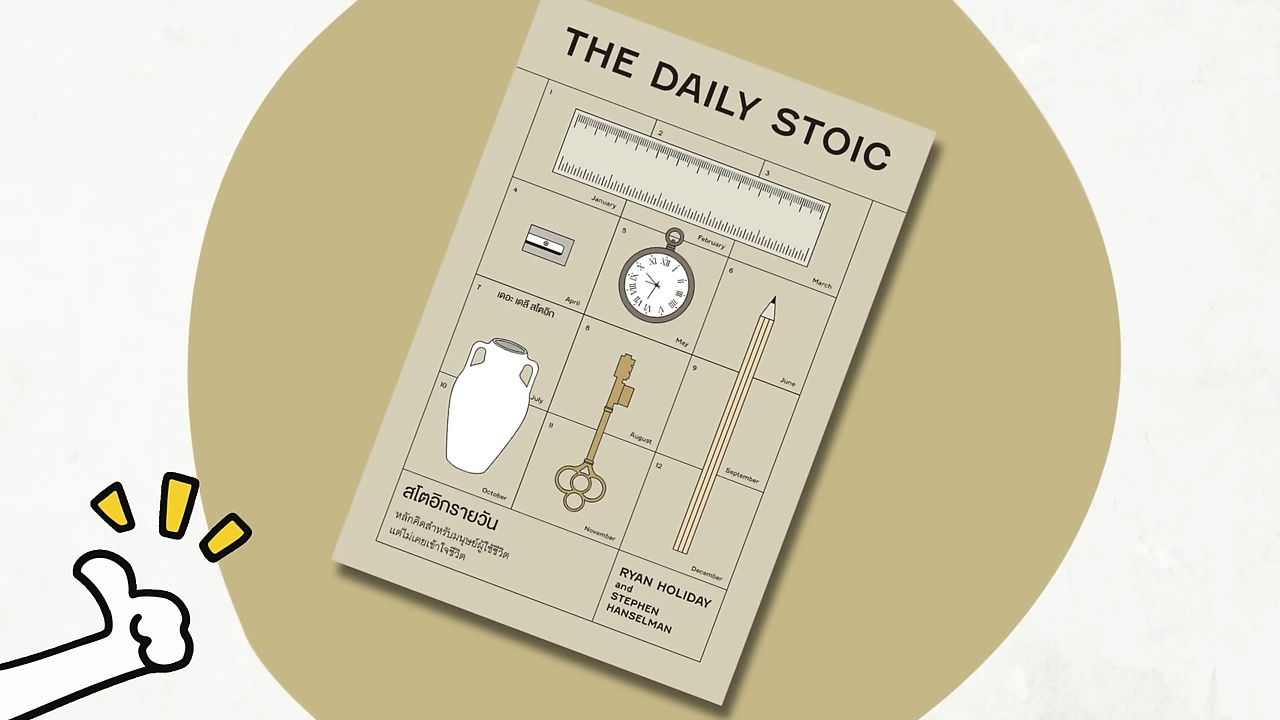 THE DAILY STOIC
1
2
3
January
February
March
4
5
6
April
May
June
7
เดอะ เดลี สโตอิก
8
9
July
August
September
10
11
12
October
November
December
สโตอิกรายวัน
หลักคิดสำหรับมนุษย์ผู้ใช้ชีวิต
แต่ไม่เคยเข้าใจชีวิต
RYAN HOLIDAY
and
STEPHEN
HANSELMAN